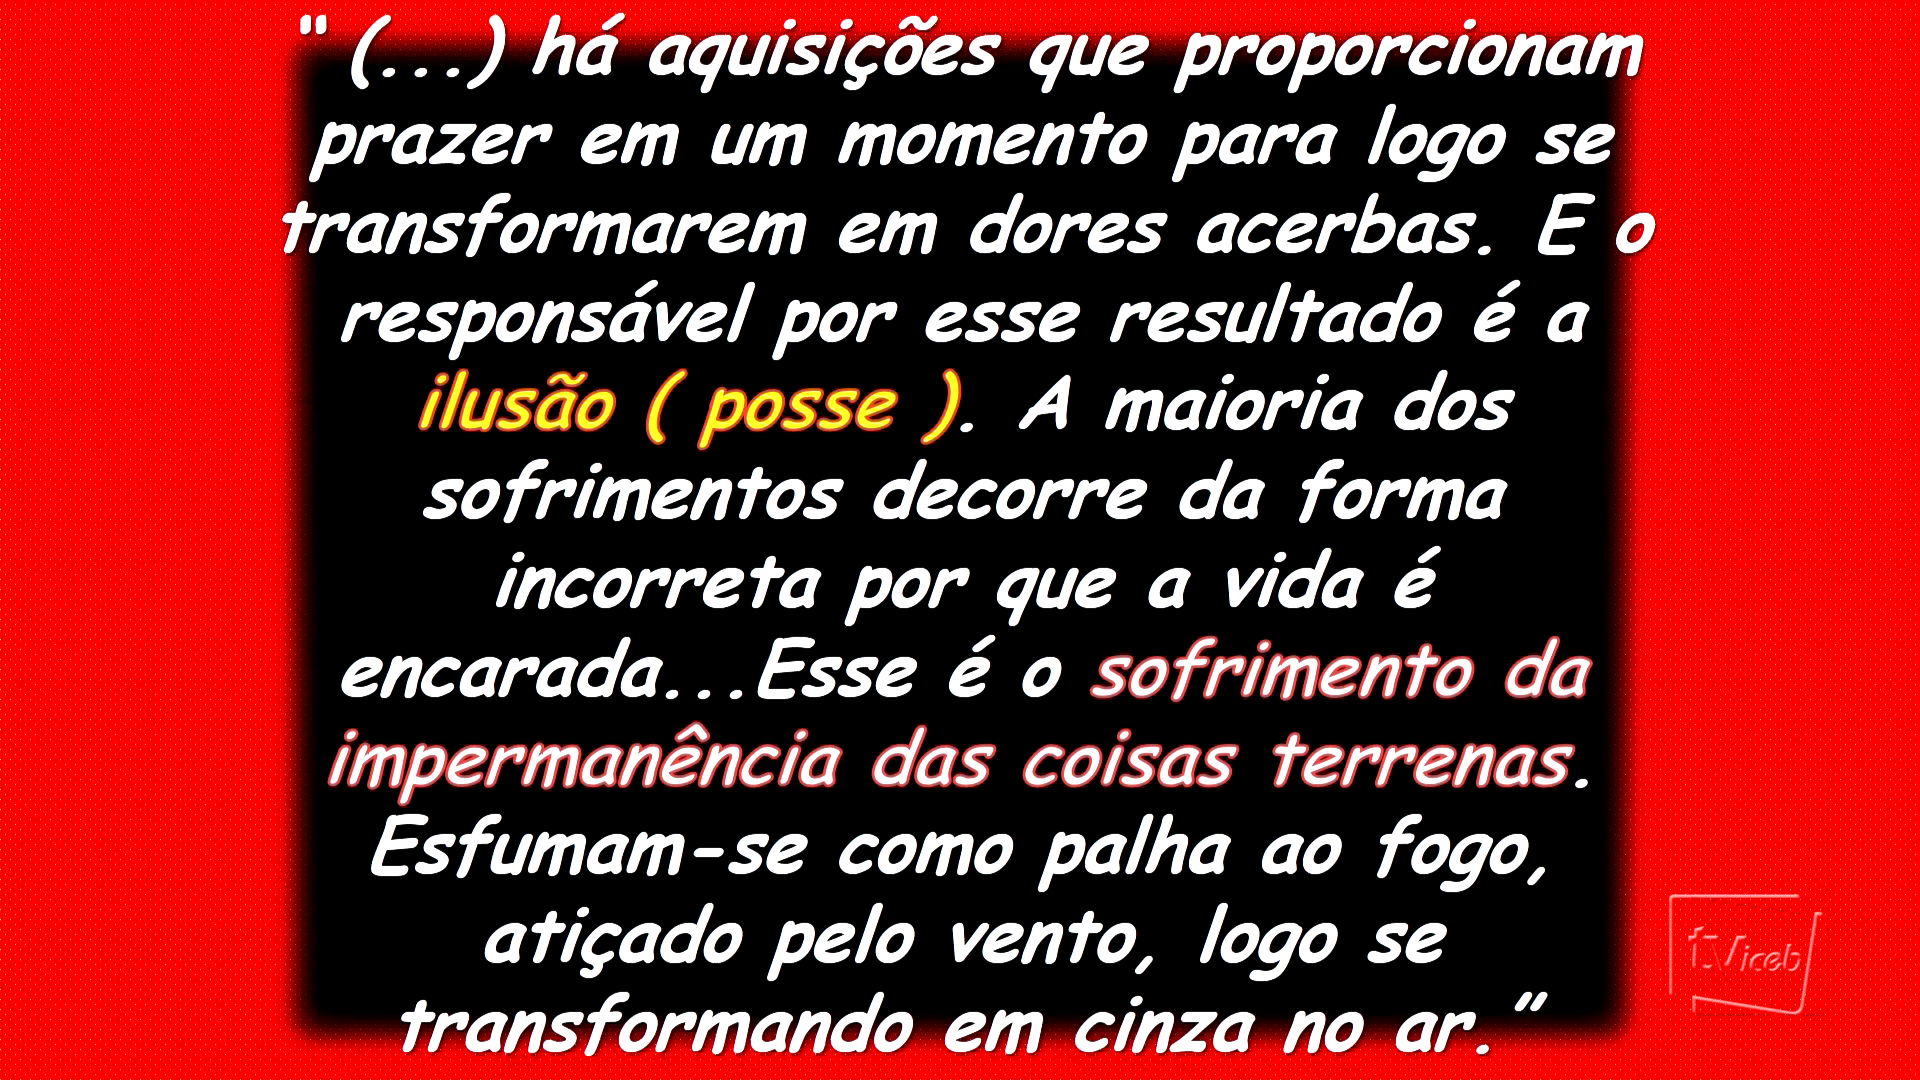 “ (...) há aquisições que proporcionam
prazer em um momento para logo se
transformarem em dores acerbas. E o
responsável por esse resultado é a
ilusão ( posse ). A maioria dos
sofrimentos decorre da forma
incorreta por que a vida é
encarada...Esse é o sofrimento da
impermanência das coisas terrenas.
Esfumam-se como palha ao fogo,
atiçado pelo vento, logo se
transformando em cinza no ar.”
tviceb